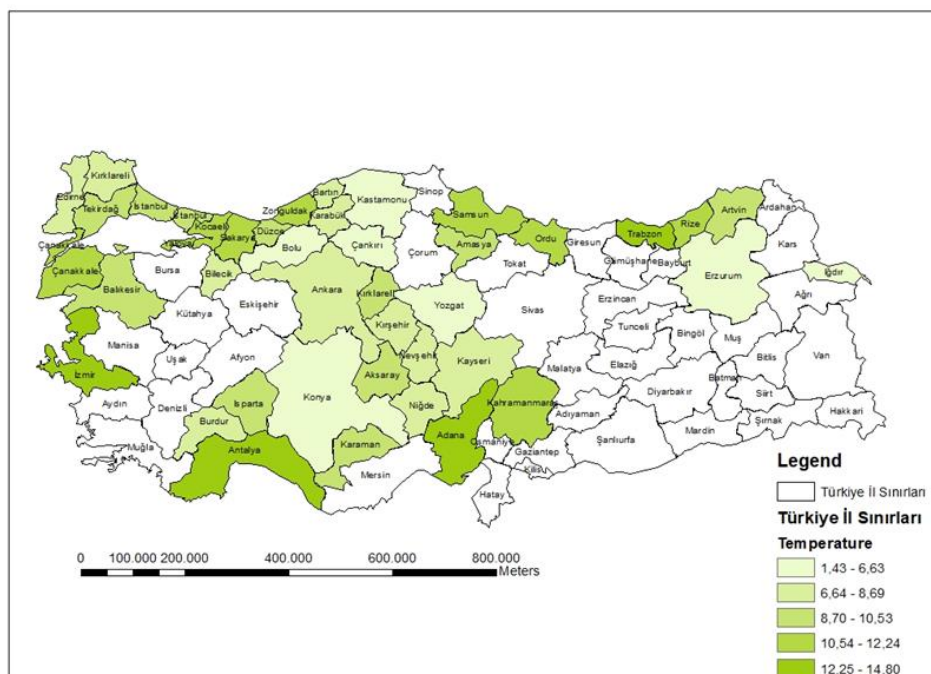 Kırklareli
Edirne
Tekirdağ
İstanbul
İstanbul
Kocaeli
Yalova
Sakarya
Düzce
Zonguldak
Bartın
Karabük
Kastamonu
Sinop
Samsun
Ordu
Giresun
Trabzon
Rize
Artvin
Ardahan
Kars
Çanakkale
Çanakkale
Balıkesir
Bursa
Bilecik
Bolu
Çankırı
Çorum
Amasya
Tokat
Gümüşhane
Bayburt
Erzurum
Iğdır
Ağrı
Kütahya
Eskişehir
Ankara
Kırklareli
Yozgat
Sivas
Erzincan
Tunceli
Bingöl
Muş
Bitlis
Van
Manisa
Uşak
Afyon
Kırşehir
Nevşehir
Kayseri
Malatya
Elazığ
Diyarbakır
Batman
Siirt
Hakkari
İzmir
Aydın
Denizli
Isparta
Burdur
Konya
Aksaray
Niğde
Kahramanmaraş
Adıyaman
Şanlıurfa
Mardin
Şırnak
Muğla
Antalya
Karaman
Mersin
Adana
Osmaniye
Gaziantep
Kilis
Hatay
0 100.000 200.000 400.000 600.000 800.000
Meters
Legend
Türkiye İl Sınırları
Türkiye İl Sınırları
Temperature
1,43 - 6,63
6,64 - 8,69
8,70 - 10,53
10,54 - 12,24
12,25 - 14,80